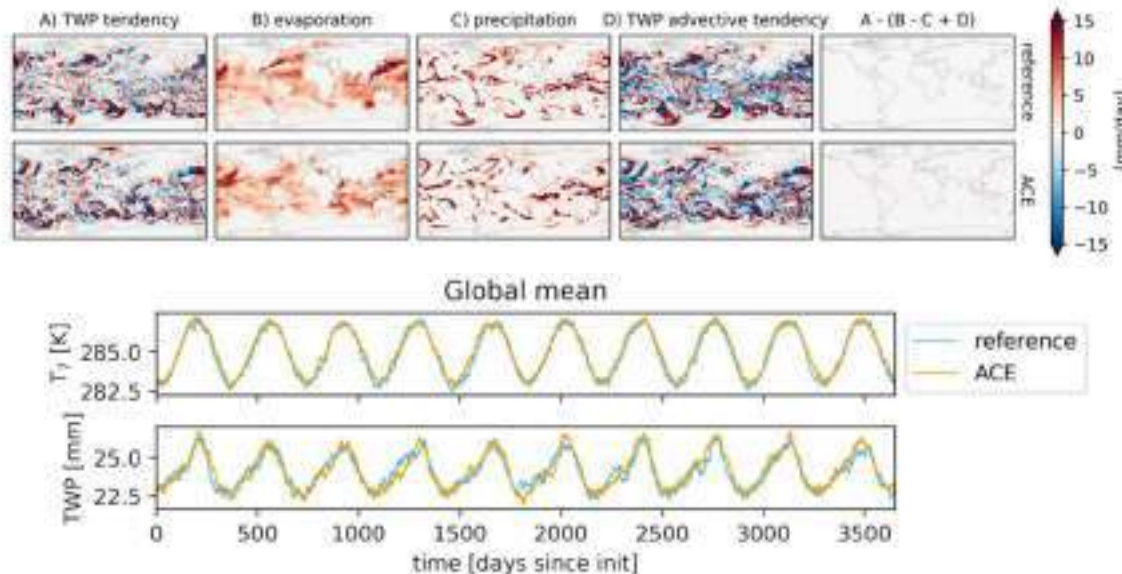 A) TWP tendency B) evaporation C) precipitation D) TWP advective tendency A - (B - C + D)
reference
ACE
15
10
5
0
−5
−10
−15
[mm/day]
Global mean
T₇ [K]
285.0
282.5
reference
ACE
TWP [mm]
25.0
22.5
0 500 1000 1500 2000 2500 3000 3500
time [days since init]